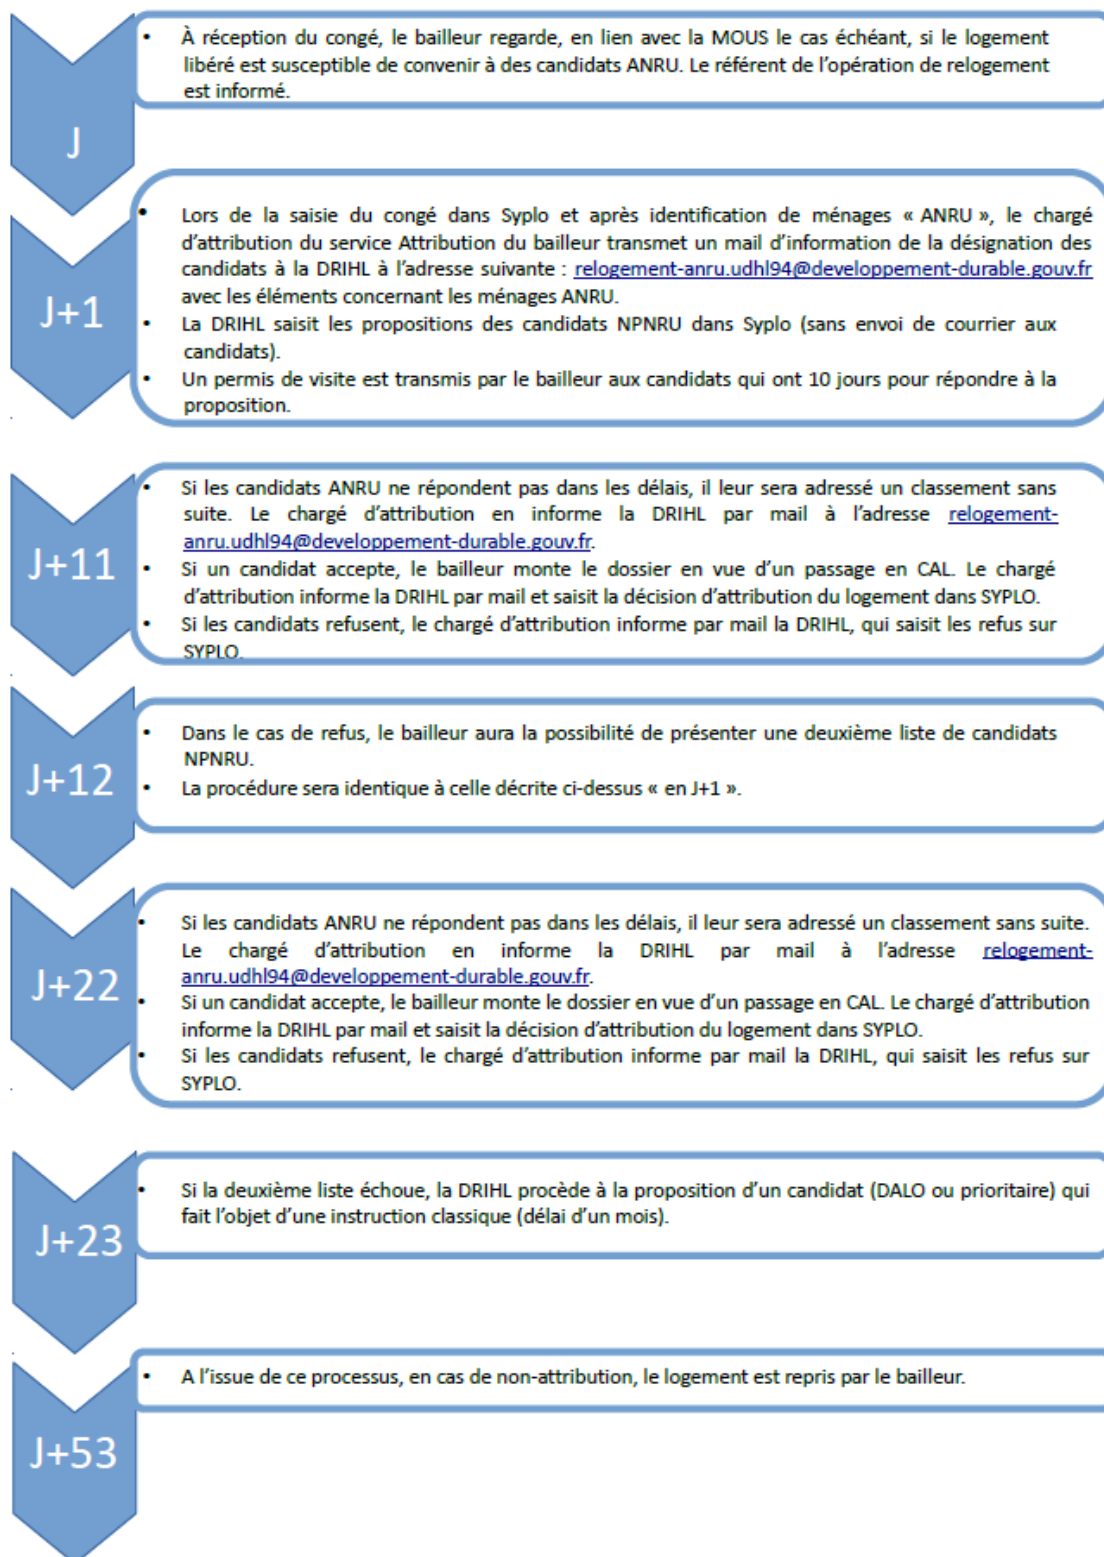 J
• À réception du congé, le bailleur regarde, en lien avec la MOUS le cas échéant, si le logement
libéré est susceptible de convenir à des candidats ANRU. Le référent de l'opération de relogement
est informé.
J+1
• Lors de la saisie du congé dans Syplo et après identification de ménages « ANRU », le chargé
d'attribution du service Attribution du bailleur transmet un mail d'information de la désignation des
candidats à la DRIHL à l'adresse suivante : relogement-anru.udhl94@developpement-durable.gouv.fr
avec les éléments concernant les ménages ANRU.
• La DRIHL saisit les propositions des candidats NPNRU dans Syplo (sans envoi de courrier aux
candidats).
• Un permis de visite est transmis par le bailleur aux candidats qui ont 10 jours pour répondre à la
proposition.
J+11
• Si les candidats ANRU ne répondent pas dans les délais, il leur sera adressé un classement sans
suite. Le chargé d'attribution en informe la DRIHL par mail à l'adresse relogement-
anru.udhl94@developpement-durable.gouv.fr.
• Si un candidat accepte, le bailleur monte le dossier en vue d'un passage en CAL. Le chargé
d'attribution informe la DRIHL par mail et saisit la décision d'attribution du logement dans SYPLO.
• Si les candidats refusent, le chargé d'attribution informe par mail la DRIHL, qui saisit les refus sur
SYPLO.
J+12
• Dans le cas de refus, le bailleur aura la possibilité de présenter une deuxième liste de candidats
NPNRU.
• La procédure sera identique à celle décrite ci-dessus « en J+1 ».
J+22
• Si les candidats ANRU ne répondent pas dans les délais, il leur sera adressé un classement sans suite.
Le chargé d'attribution en informe la DRIHL par mail à l'adresse relogement-
anru.udhl94@developpement-durable.gouv.fr.
• Si un candidat accepte, le bailleur monte le dossier en vue d'un passage en CAL. Le chargé d'attribution
informe la DRIHL par mail et saisit la décision d'attribution du logement dans SYPLO.
• Si les candidats refusent, le chargé d'attribution informe par mail la DRIHL, qui saisit les refus sur
SYPLO.
J+23
• Si la deuxième liste échoue, la DRIHL procède à la proposition d'un candidat (DALO ou prioritaire) qui
fait l'objet d'une instruction classique (délai d'un mois).
J+53
• A l'issue de ce processus, en cas de non-attribution, le logement est repris par le bailleur.